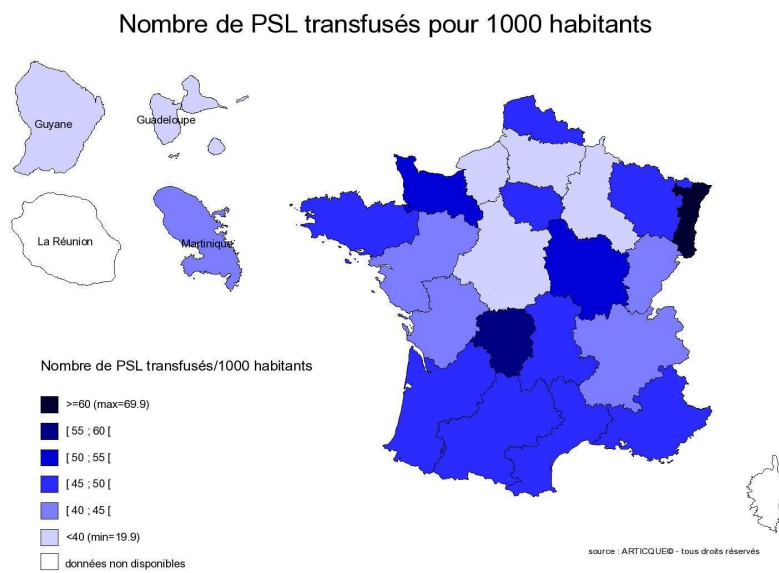 Nombre de PSL transfusés pour 1000 habitants
Guyane
Guadeloupe
La Réunion
Martinique
Nombre de PSL transfusés/1000 habitants
>=60 (max=69.9)
[ 55 ; 60 [
[ 50 ; 55 [
[ 45 ; 50 [
[ 40 ; 45 [
<40 (min=19.9)
données non disponibles
source : ARTICQUE© - tous droits réservés